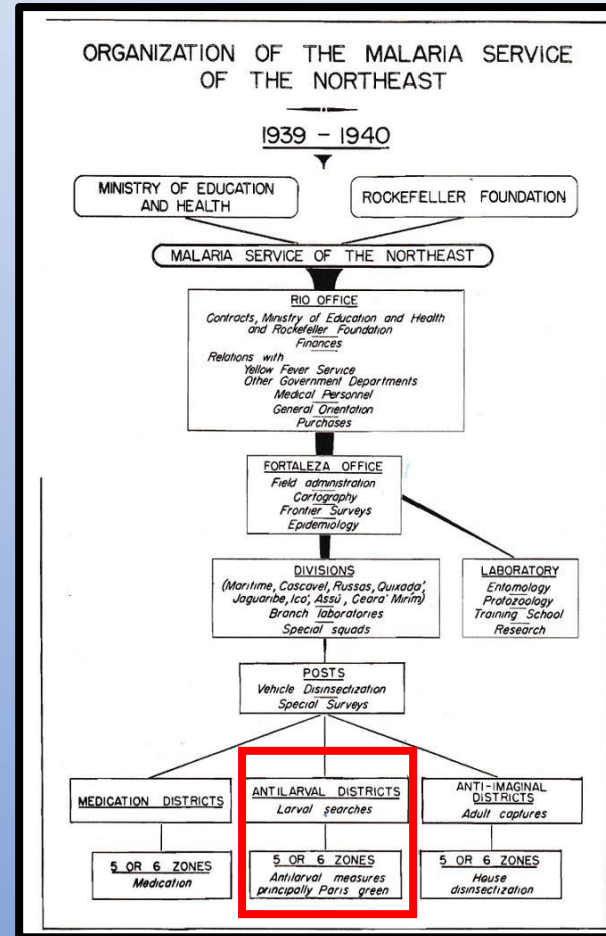 ORGANIZATION OF THE MALARIA SERVICE
OF THE NORTHEAST
1939 - 1940
MINISTRY OF EDUCATION
AND HEALTH
ROCKEFELLER FOUNDATION
MALARIA SERVICE OF THE NORTHEAST
RIO OFFICE
Contracts, Ministry of Education and Health
and Rockefeller Foundation
Finances
Relations with
Yellow Fever Service
Other Government Departments
Medical Personnel
General Orientation
Purchases
FORTALEZA OFFICE
Field administration
Cartography
Frontier Surveys
Epidemiology
DIVISIONS
(Maritime, Cascavel, Russas, Quixadá,
Jaguaribe, Icó, Assú, Ceará Mirim)
Branch laboratories
Special squads
LABORATORY
Entomology
Protozoology
Training School
Research
POSTS
Vehicle Disinsectization
Special Surveys
MEDICATION DISTRICTS
ANTILARVAL DISTRICTS
Larval searches
ANTI-IMAGINAL
DISTRICTS
Adult captures
5 OR 6 ZONES
Medication
5 OR 6 ZONES
Antilarval measures
principally Paris green
5 OR 6 ZONES
House
disinsectization